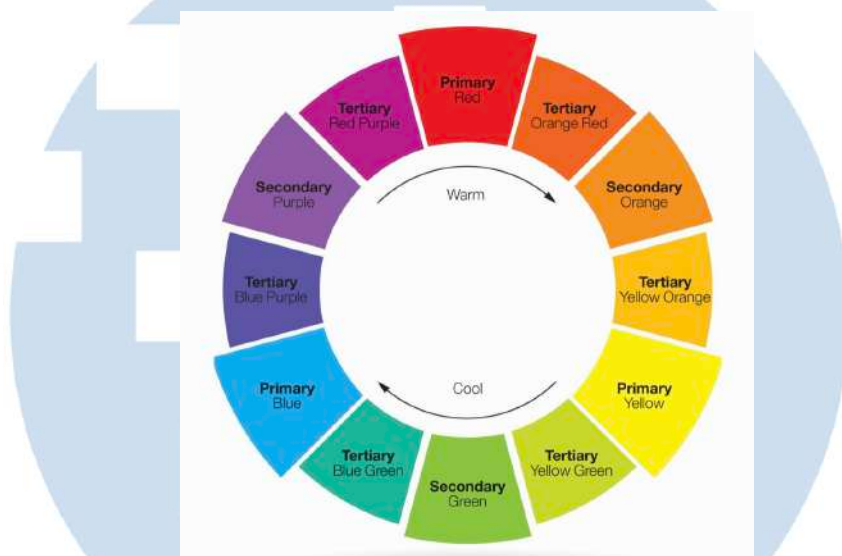 Primary
Red
Tertiary
Orange Red
Secondary
Orange
Tertiary
Yellow Orange
Primary
Yellow
Tertiary
Yellow Green
Secondary
Green
Tertiary
Blue Green
Primary
Blue
Tertiary
Blue Purple
Secondary
Purple
Tertiary
Red Purple
Warm
Cool